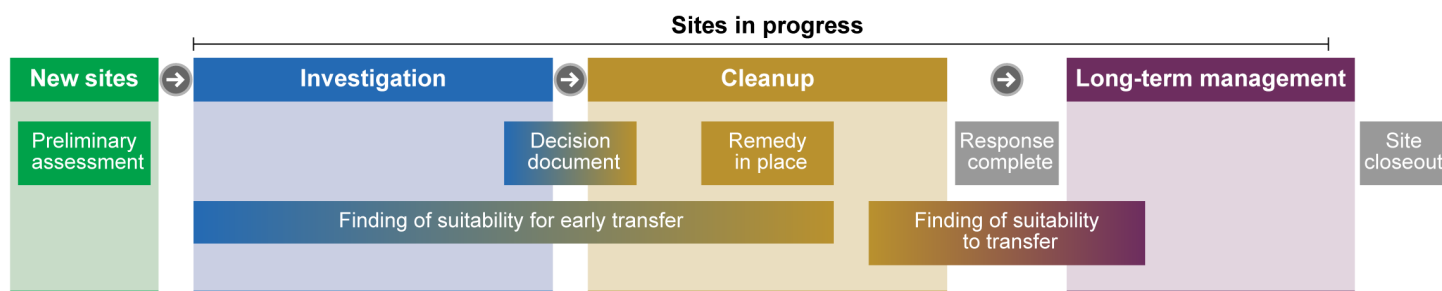 Sites in progress
New sites
Investigation
Cleanup
Long-term management
Preliminary
assessment
Decision
document
Remedy
in place
Response
complete
Site
closeout
Finding of suitability for early transfer
Finding of suitability
to transfer